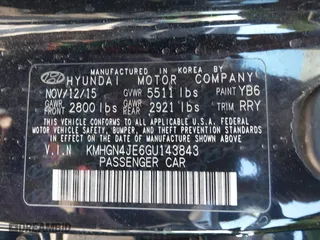 MANUFACTURED IN KOREA BY
HYUNDAI MOTOR COMPANY
NOV/12/15 GVWR 5511 lbs PAINT YB6
GAWR FRONT 2800 lbs GAWR REAR 2921 lbs TRIM RRY
THIS VEHICLE CONFORMS TO ALL APPLICABLE
FEDERAL MOTOR VEHICLE SAFETY, BUMPER, AND
THEFT PREVENTION STANDARDS IN EFFECT ON
THE DATE OF MANUFACTURE SHOWN ABOVE.
V.I.N KMHGN4JE6GU143843
PASSENGER CAR